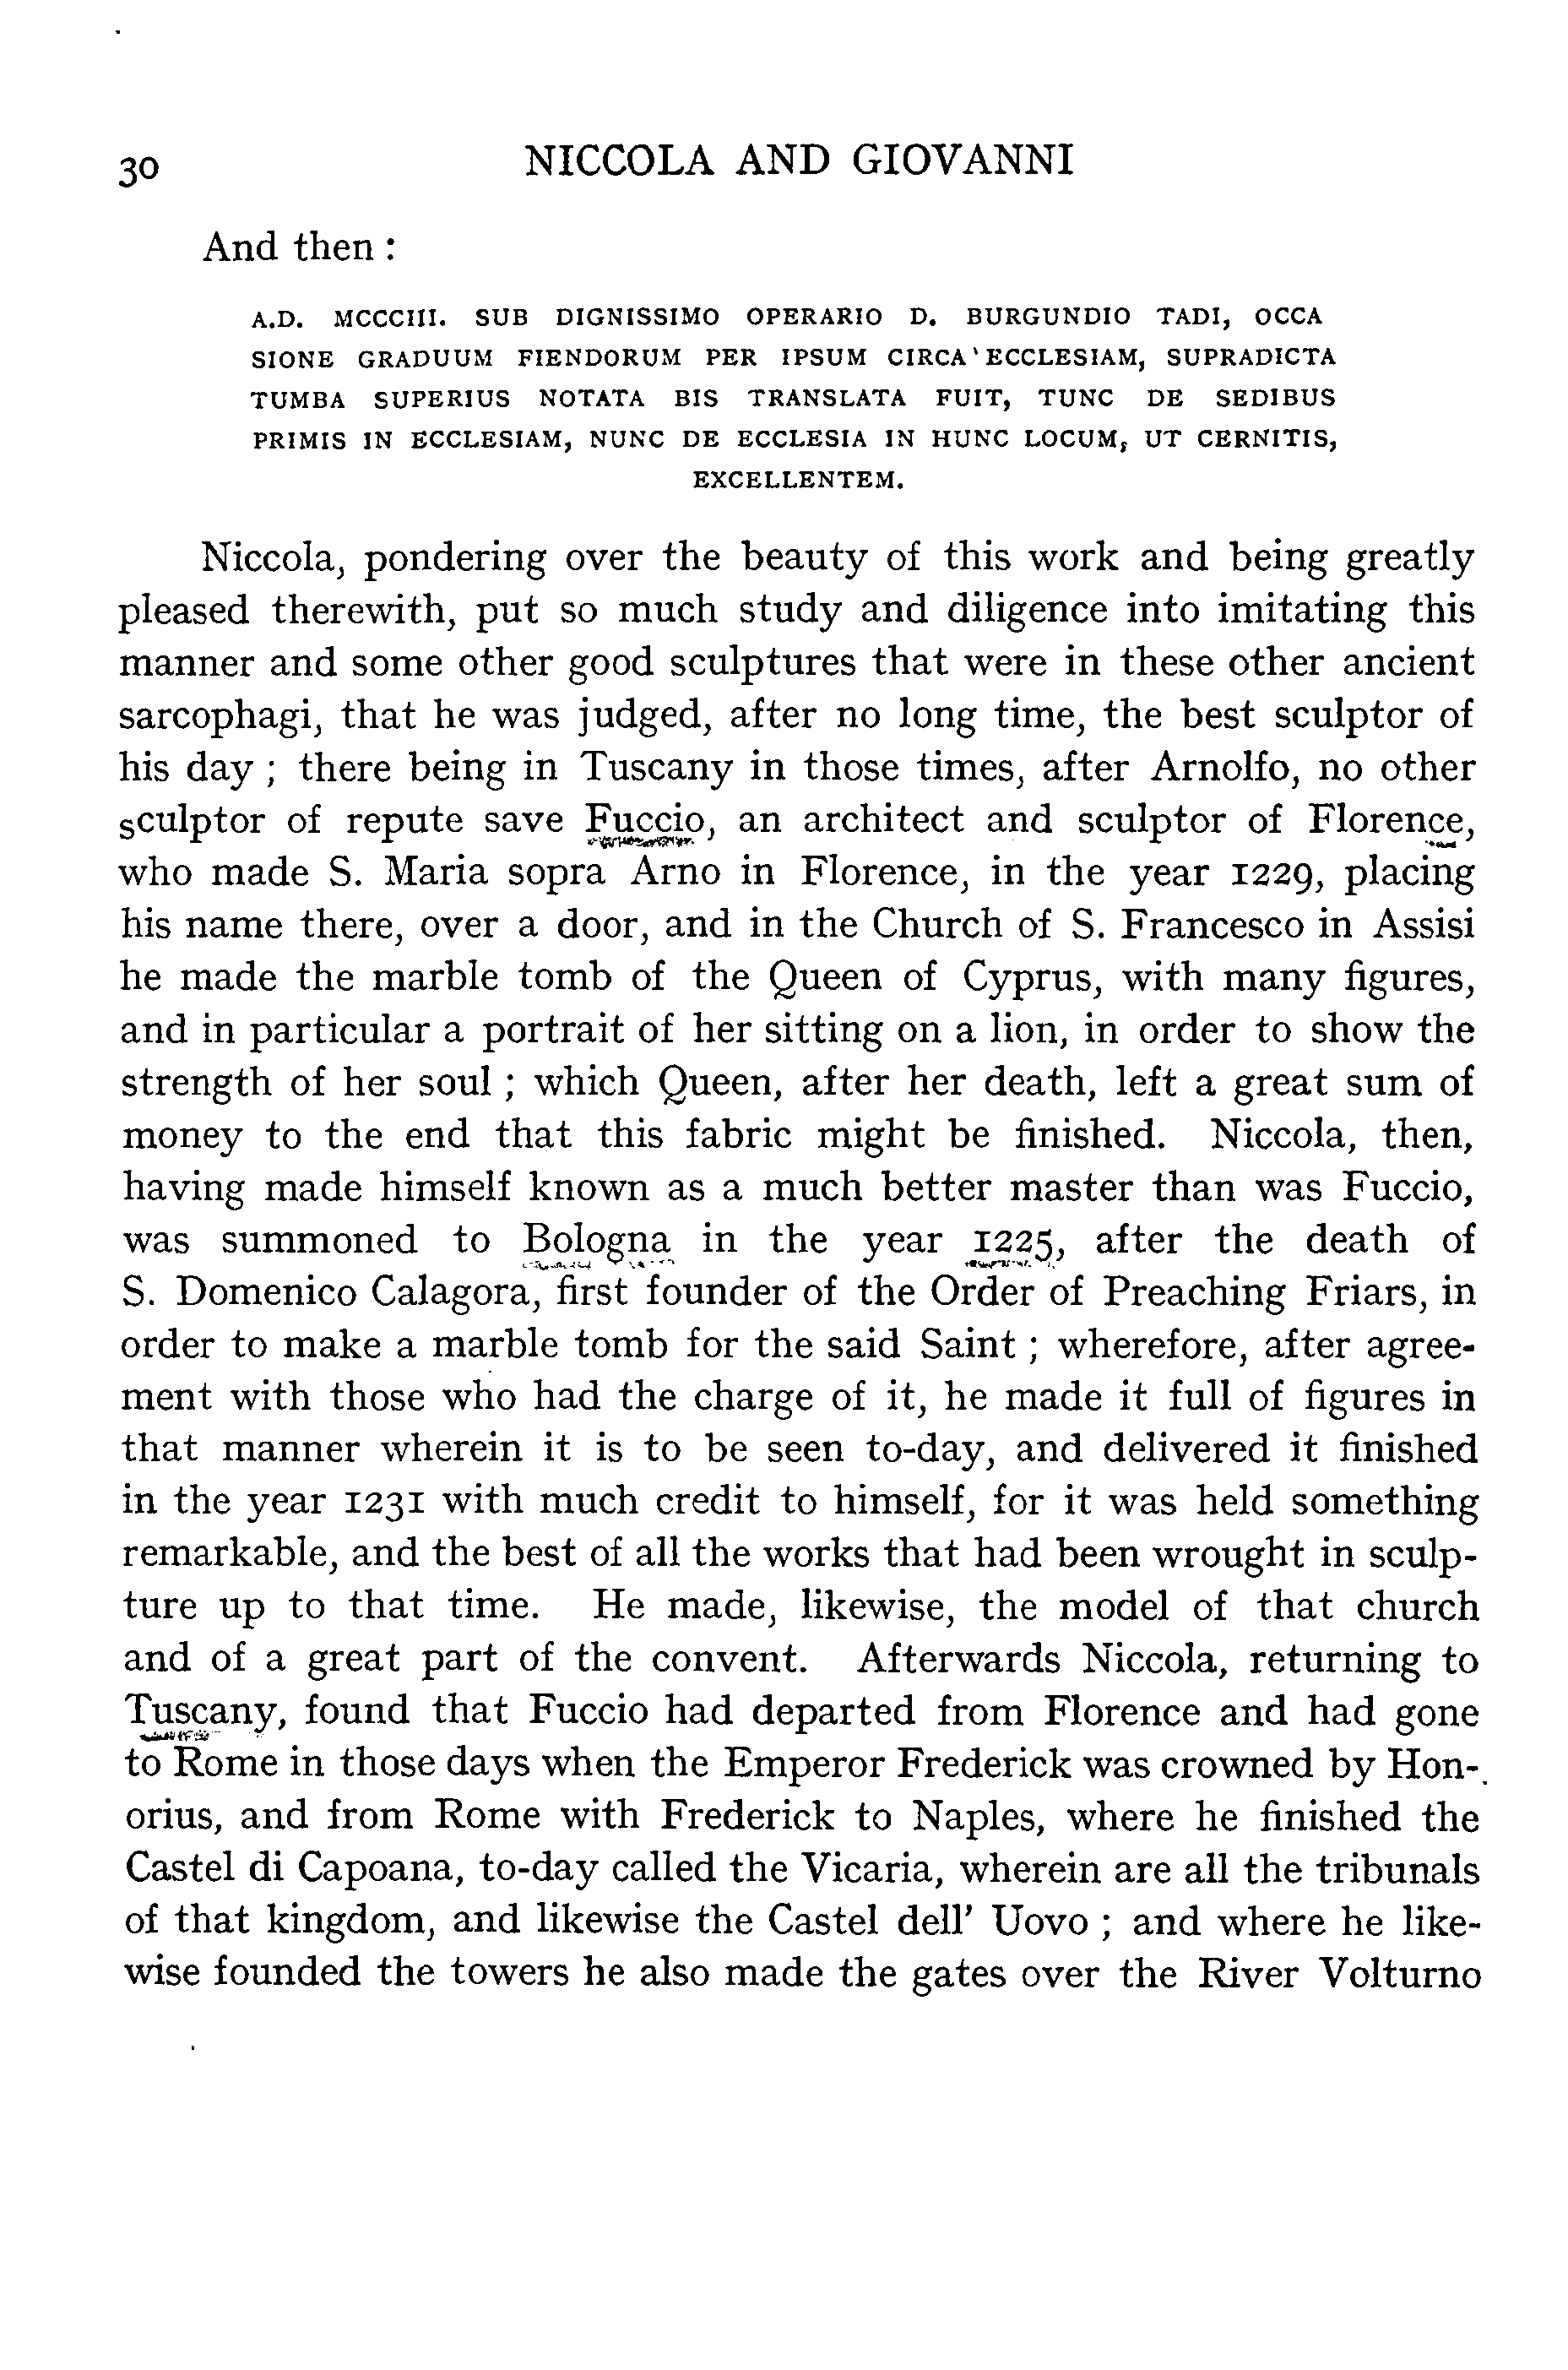 30 NICCOLA AND GIOVANNI
And then :
A.D. MCCCIII. SUB DIGNISSIMO OPERARIO D. BURGUNDIO TADI, OCCA
SIONE GRADUUM FIENDORUM PER IPSUM CIRCA ECCLESIAM, SUPRADICTA
TUMBA SUPERIUS NOTATA BIS TRANSLATA FUIT, TUNC DE SEDIBUS
PRIMIS IN ECCLESIAM, NUNC DE ECCLESIA IN HUNC LOCUM, UT CERNITIS,
EXCELLENTEM.
Niccola, pondering over the beauty of this work and being greatly
pleased therewith, put so much study and diligence into imitating this
manner and some other good sculptures that were in these other ancient
sarcophagi, that he was judged, after no long time, the best sculptor of
his day ; there being in Tuscany in those times, after Arnolfo, no other
sculptor of repute save Fuccio, an architect and sculptor of Florence,
who made S. Maria sopra Arno in Florence, in the year 1229, placing
his name there, over a door, and in the Church of S. Francesco in Assisi
he made the marble tomb of the Queen of Cyprus, with many figures,
and in particular a portrait of her sitting on a lion, in order to show the
strength of her soul ; which Queen, after her death, left a great sum of
money to the end that this fabric might be finished. Niccola, then,
having made himself known as a much better master than was Fuccio,
was summoned to Bologna in the year 1225, after the death of
S. Domenico Calagora, first founder of the Order of Preaching Friars, in
order to make a marble tomb for the said Saint ; wherefore, after agree-
ment with those who had the charge of it, he made it full of figures in
that manner wherein it is to be seen to-day, and delivered it finished
in the year 1231 with much credit to himself, for it was held something
remarkable, and the best of all the works that had been wrought in sculp-
ture up to that time. He made, likewise, the model of that church
and of a great part of the convent. Afterwards Niccola, returning to
Tuscany, found that Fuccio had departed from Florence and had gone
to Rome in those days when the Emperor Frederick was crowned by Hon-
orius, and from Rome with Frederick to Naples, where he finished the
Castel di Capoana, to-day called the Vicaria, wherein are all the tribunals
of that kingdom, and likewise the Castel dell' Uovo ; and where he like-
wise founded the towers he also made the gates over the River Volturno